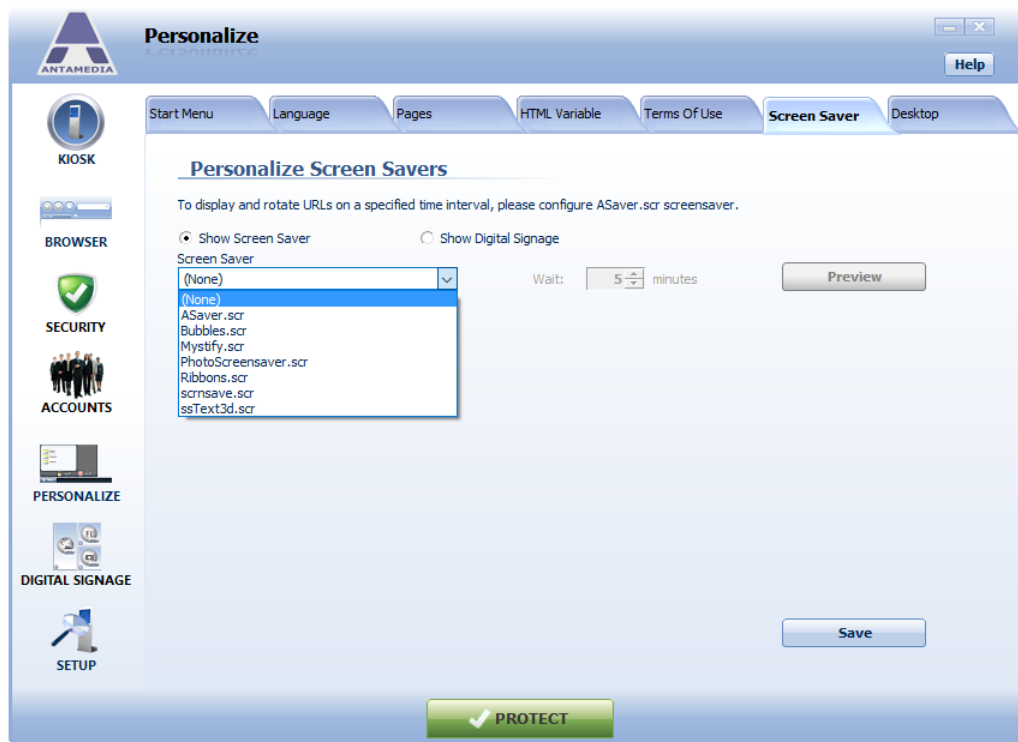 Personalize
ANTAMEDIA
Help
Start Menu
Language
Pages
HTML Variable
Terms Of Use
Screen Saver
Desktop
KIOSK
BROWSER
SECURITY
ACCOUNTS
PERSONALIZE
DIGITAL SIGNAGE
SETUP
Personalize Screen Savers
To display and rotate URLs on a specified time interval, please configure ASaver.scr screensaver.
Show Screen Saver
Show Digital Signage
Screen Saver
(None)
Wait:
5
minutes
Preview
(None)
ASaver.scr
Bubbles.scr
Mystify.scr
PhotoScreensaver.scr
Ribbons.scr
scrnsave.scr
ssText3d.scr
Save
PROTECT